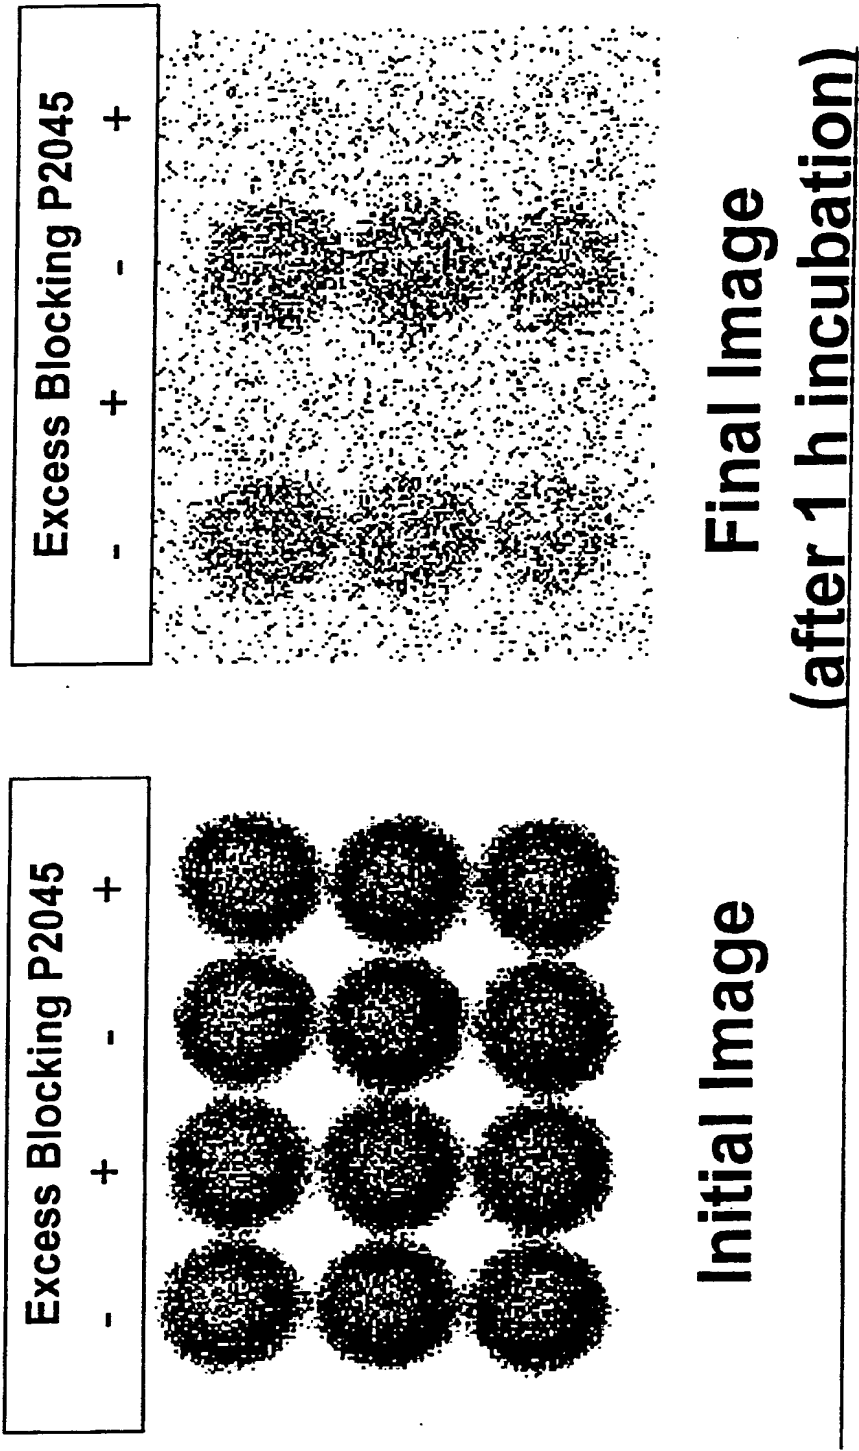 Excess Blocking P2045
- + - +
Initial Image
Excess Blocking P2045
- + - +
Final Image
(after 1 h incubation)